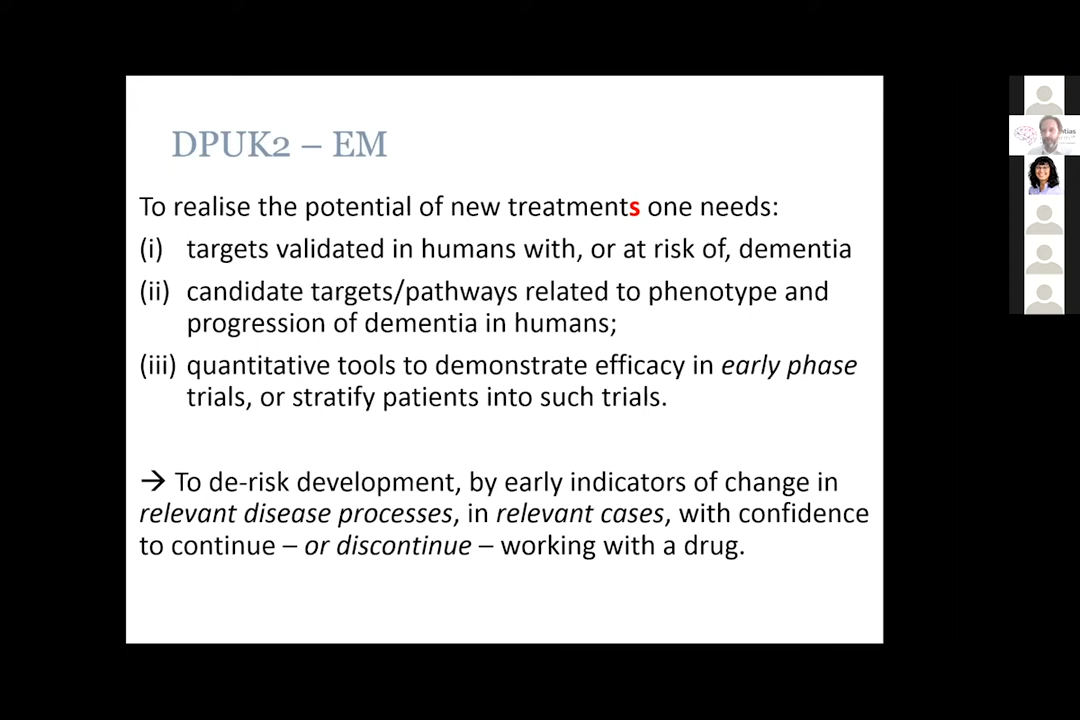 DPUK2 – EM
To realise the potential of new treatments one needs:
(i) targets validated in humans with, or at risk of, dementia
(ii) candidate targets/pathways related to phenotype and
progression of dementia in humans;
(iii) quantitative tools to demonstrate efficacy in early phase
trials, or stratify patients into such trials.
→ To de-risk development, by early indicators of change in
relevant disease processes, in relevant cases, with confidence
to continue – or discontinue – working with a drug.